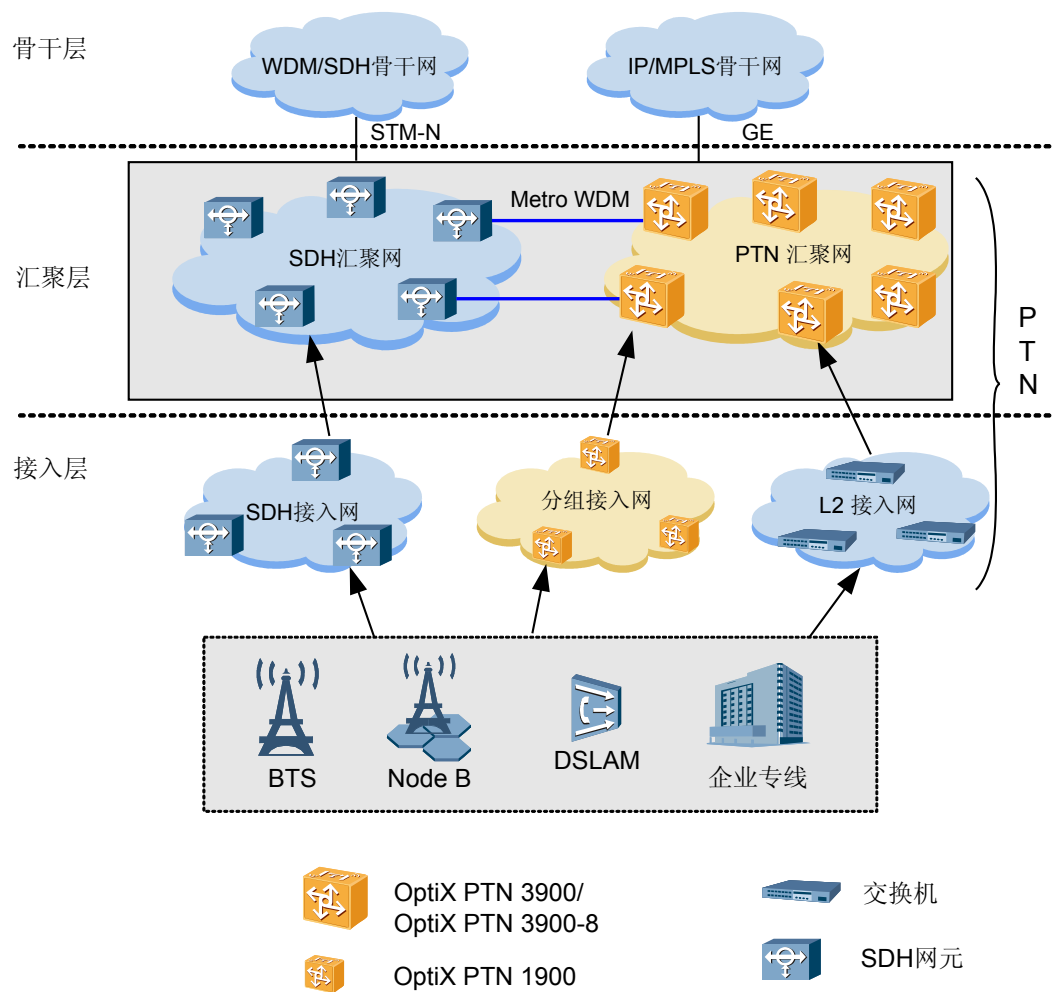 骨干层
WDM/SDH骨干网
IP/MPLS骨干网
STM-N
GE
汇聚层
Metro WDM
SDH汇聚网
PTN 汇聚网
P
T
N
接入层
SDH接入网
分组接入网
L2 接入网
BTS
Node B
DSLAM
企业专线
OptiX PTN 3900/
OptiX PTN 3900-8
交换机
OptiX PTN 1900
SDH网元